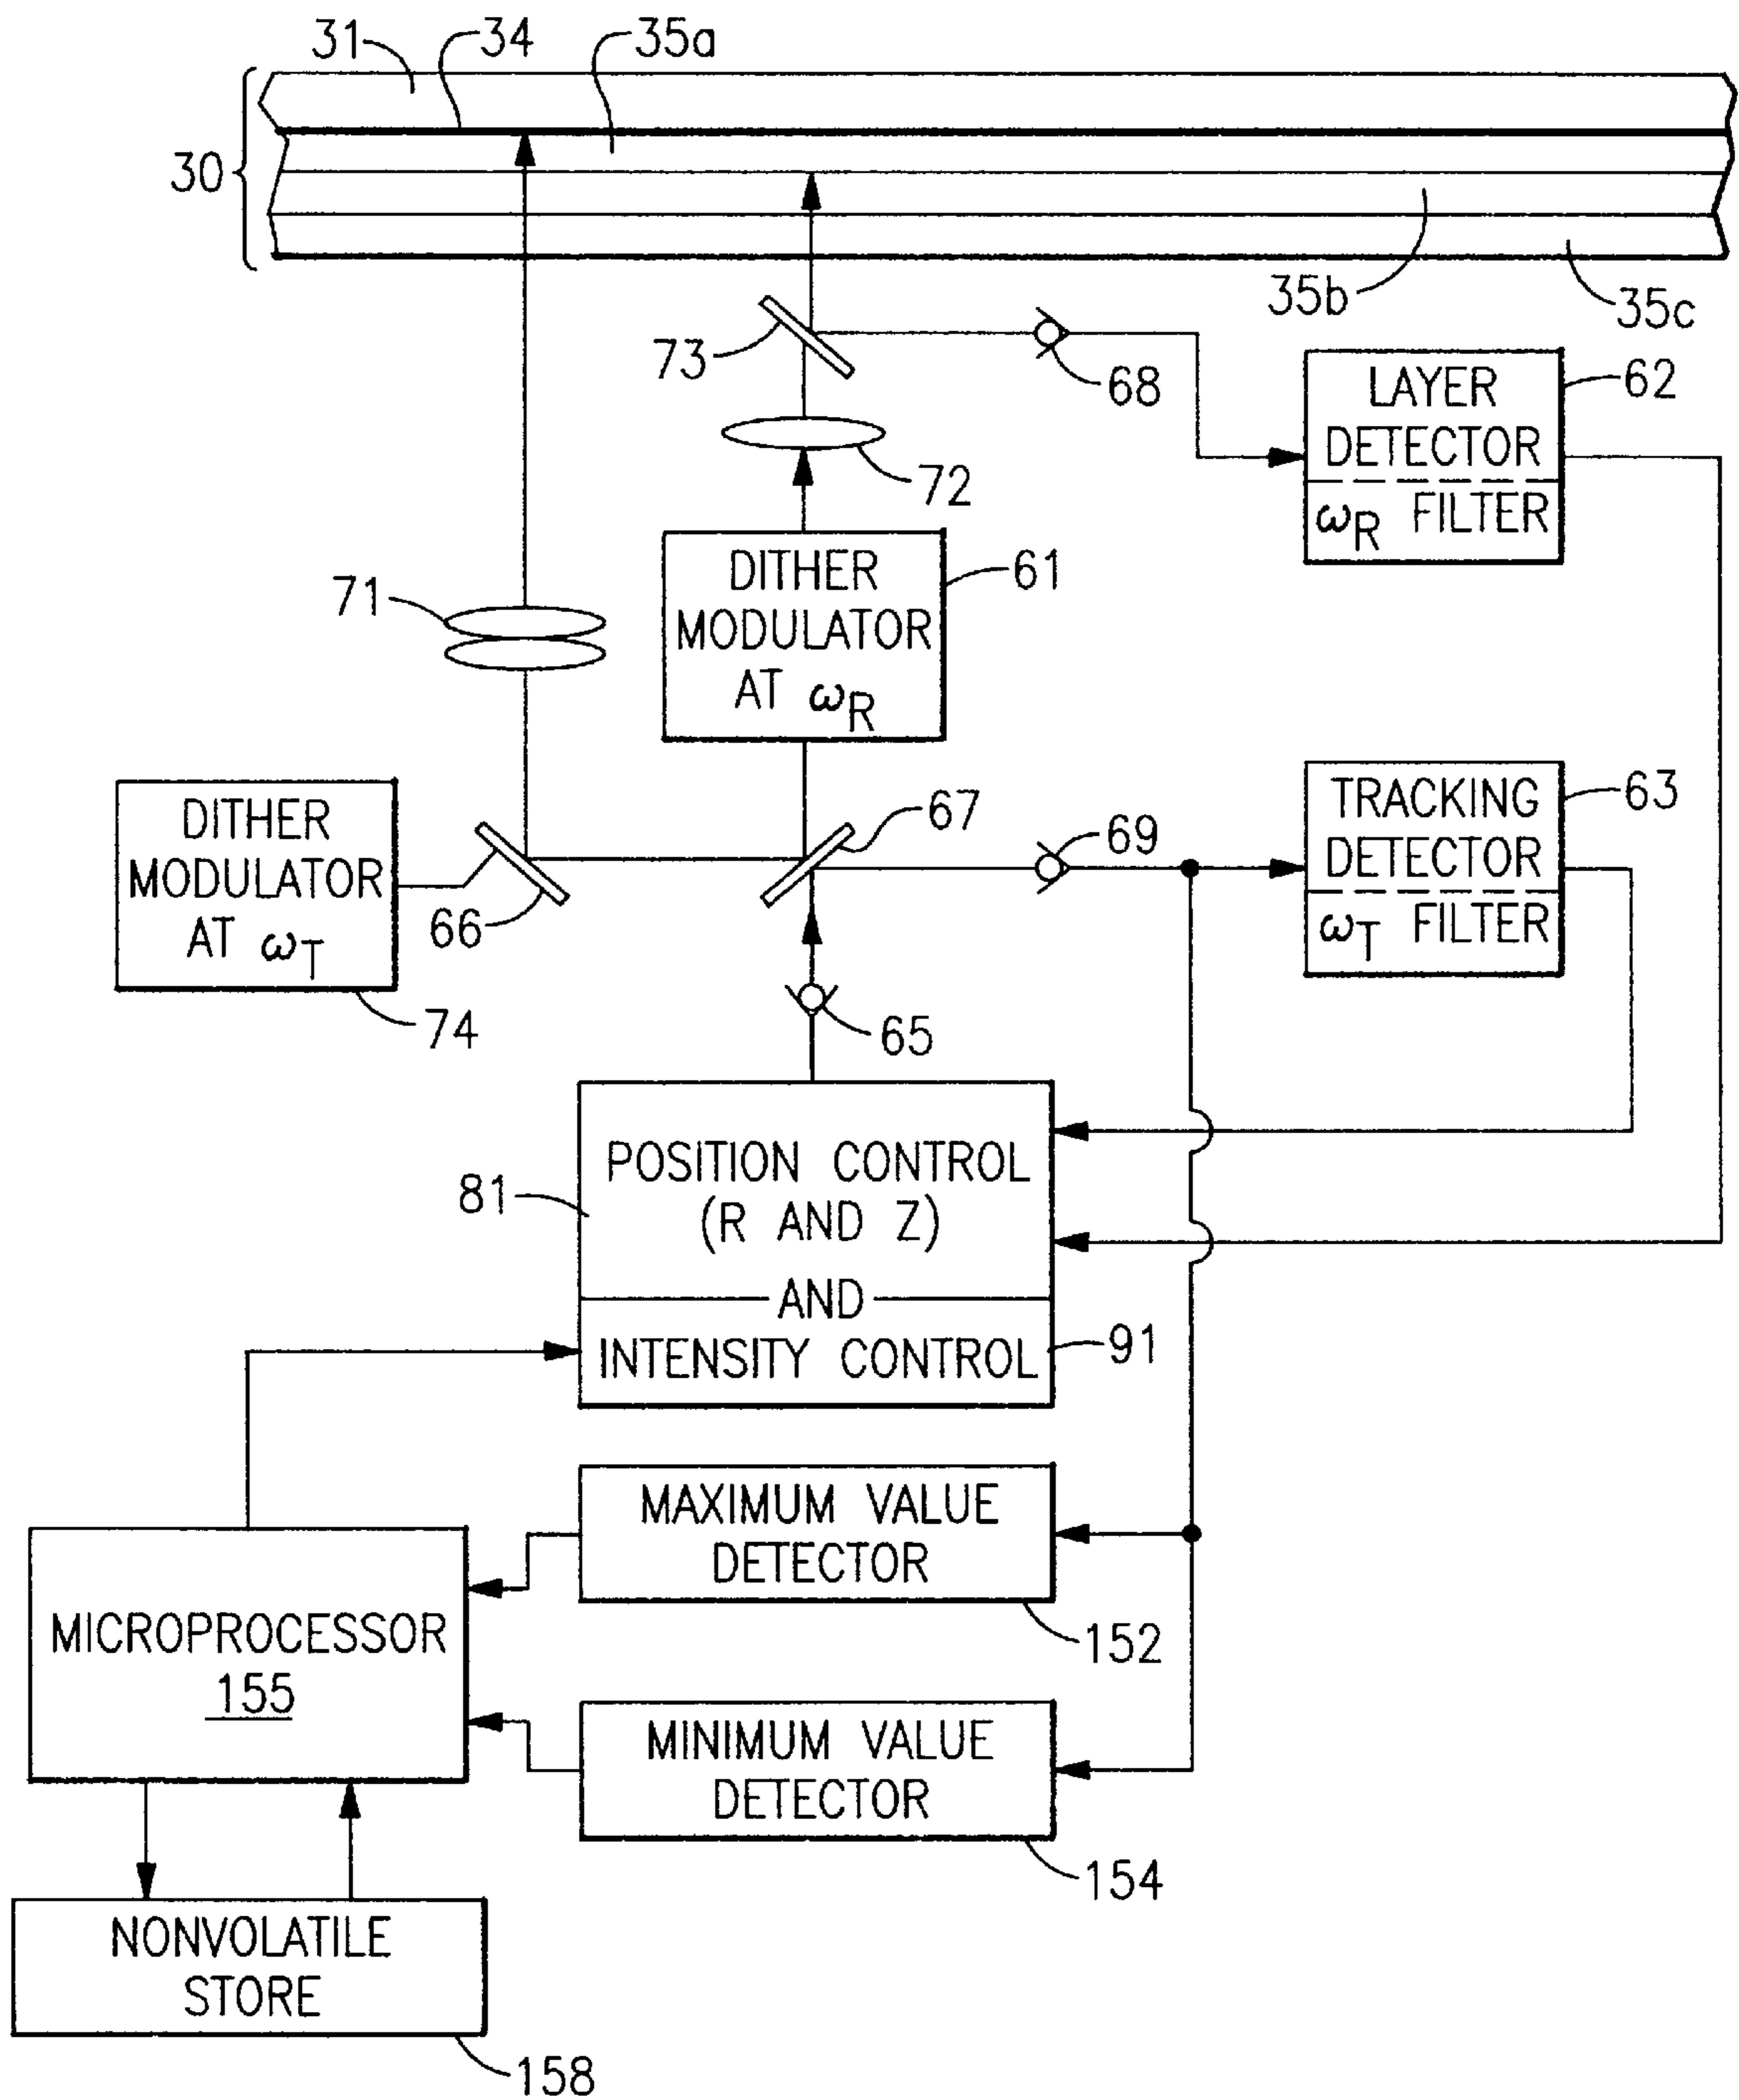 31
34
35a
30
35b
35c
73
68
LAYER
DETECTOR
ωR FILTER
62
72
DITHER
MODULATOR
AT ωR
61
71
DITHER
MODULATOR
AT ωT
74
66
67
69
TRACKING
DETECTOR
ωT FILTER
63
65
81
POSITION CONTROL
(R AND Z)
AND
INTENSITY CONTROL
91
MAXIMUM VALUE
DETECTOR
152
MICROPROCESSOR
155
MINIMUM VALUE
DETECTOR
154
NONVOLATILE
STORE
158